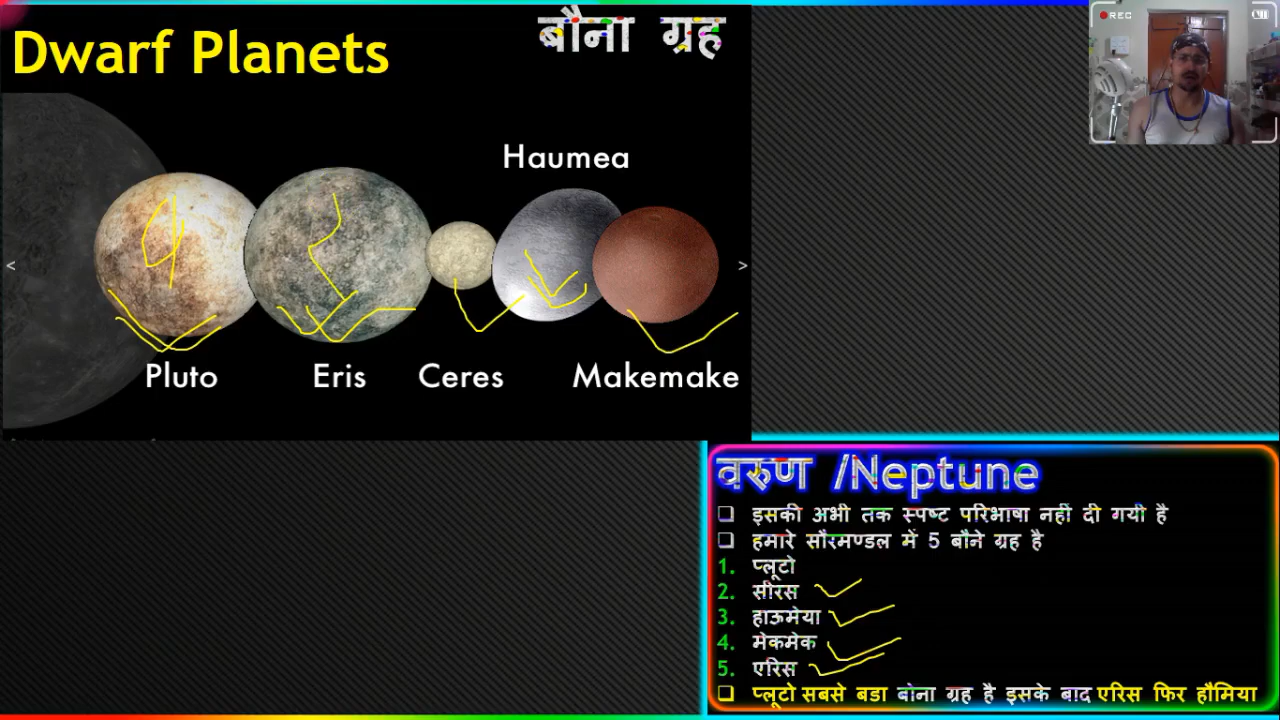 Dwarf Planets
बौना ग्रह
REC
Haumea
<
>
Pluto
Eris
Ceres
Makemake
वरुण /Neptune
❑ इसकी अभी तक स्पष्ट परिभाषा नहीं दी गयी है
❑ हमारे सौरमण्डल में 5 बौने ग्रह है
1. प्लूटो
2. सीरस
3. हाऊमेया
4. मेकमेक
5. एरिस
❑ प्लूटो सबसे बडा बोना ग्रह है इसके बाद एरिस फिर हौमिया